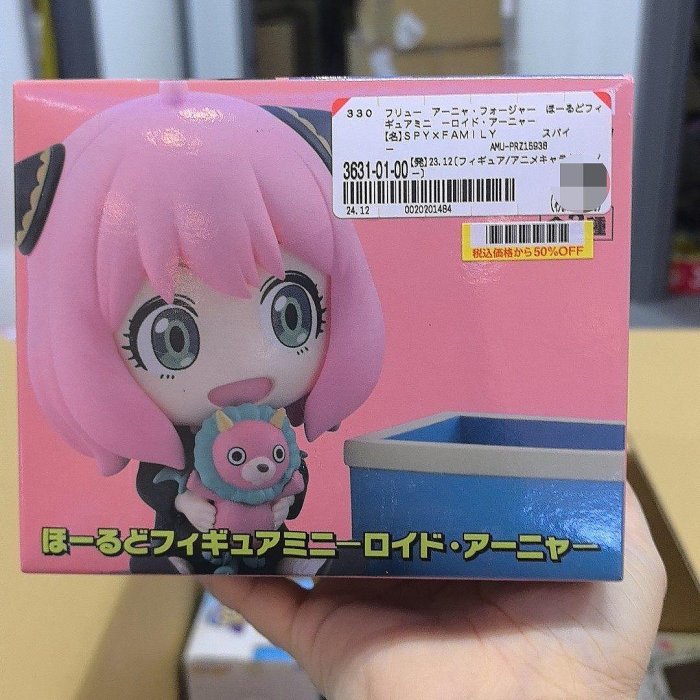 330 フリュー アーニャ・フォージャー ほーるどフィ
ギュアミニ ーロイド・アーニャー
【名】SPY×FAMILY スパイ
ー AMU-PRZ15938
【発】23.12〔フィギュア/アニメキャラ
3631-01-00 ー〕
24.12 0020201484
税込価格から50%OFF
ほーるどフィギュアミニーロイド・アーニャー